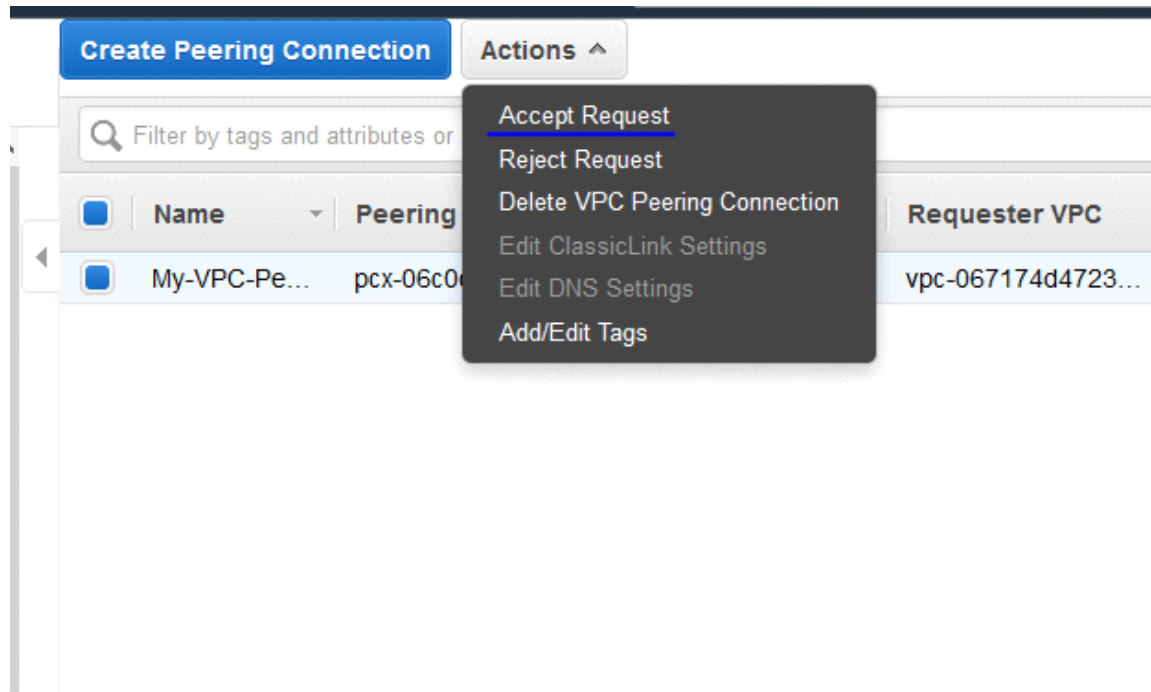 Create Peering Connection Actions
Filter by tags and attributes or
Accept Request
Reject Request
Delete VPC Peering Connection
Edit ClassicLink Settings
Edit DNS Settings
Add/Edit Tags
Name Peering Requester VPC
My-VPC-Pe... pcx-06c0 vpc-067174d4723...